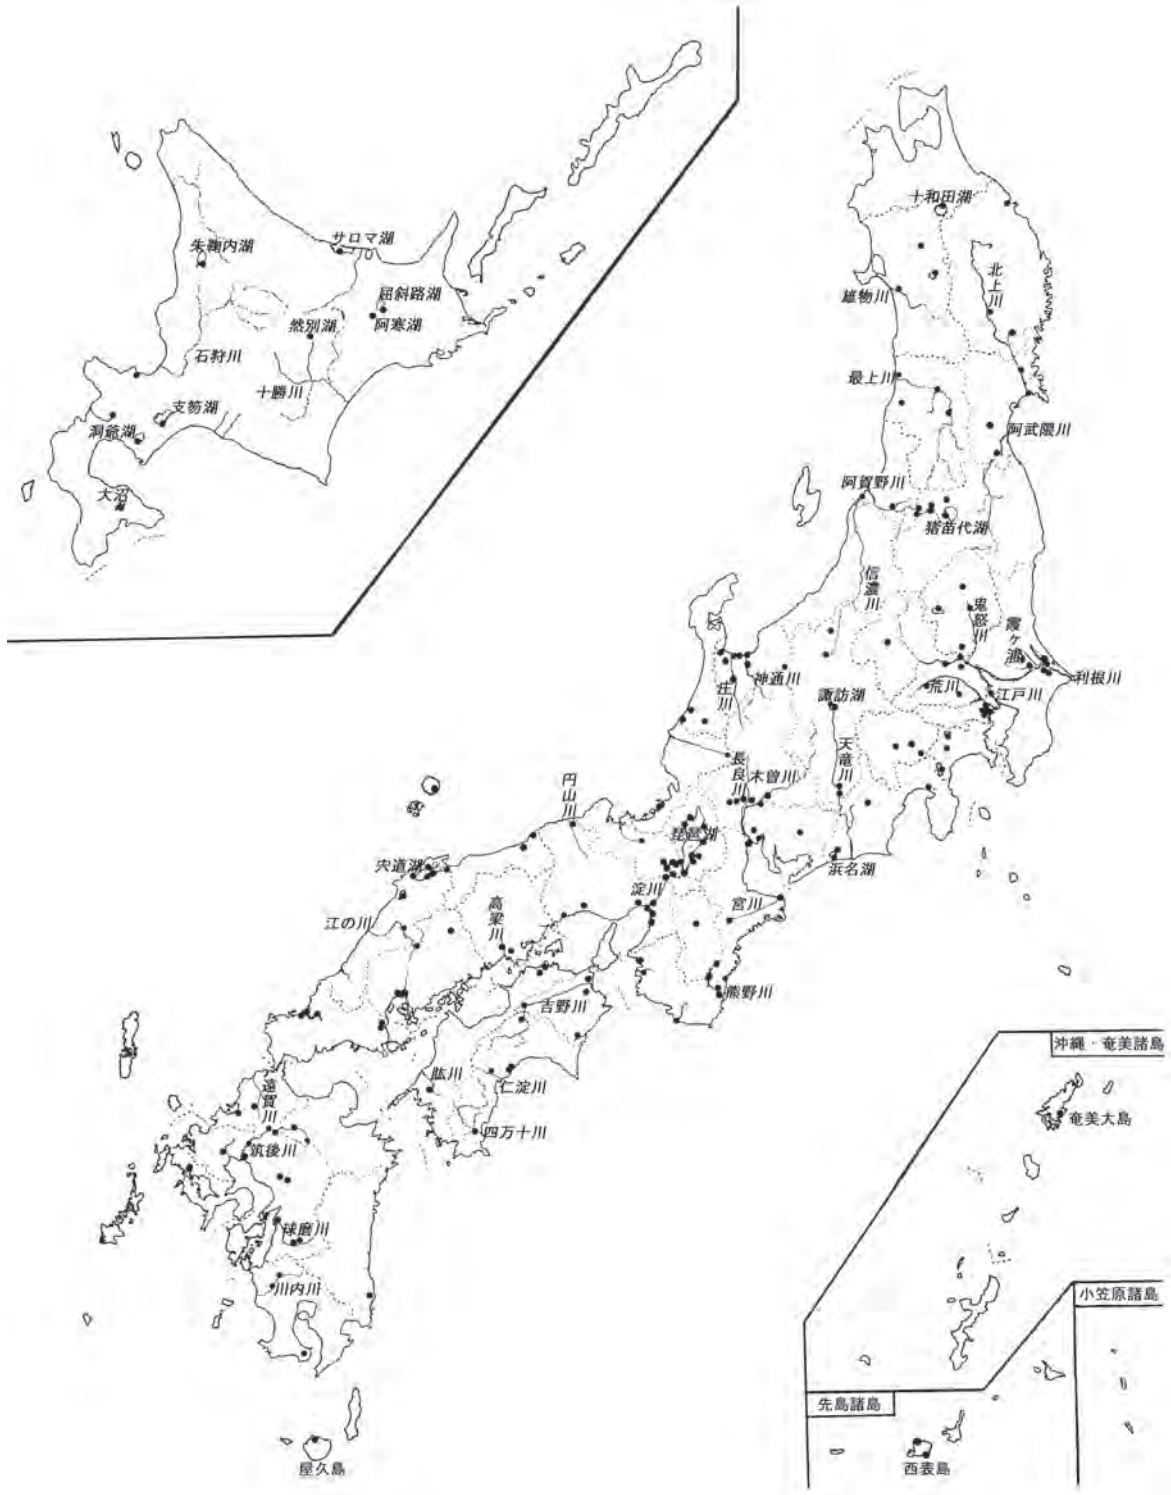 サロマ湖
朱鞠内湖
屈斜路湖
阿寒湖
然別湖
石狩川
十勝川
支笏湖
洞爺湖
大沼
十和田湖
北上川
雄物川
最上川
阿武隈川
阿賀野川
猪苗代湖
信濃川
鬼怒川
霞ヶ浦
利根川
荒川
江戸川
神通川
庄川
諏訪湖
天竜川
長良川
木曽川
円山川
琵琶湖
浜名湖
宍道湖
淀川
宮川
江の川
高梁川
熊野川
吉野川
肱川
仁淀川
四万十川
遠賀川
筑後川
球磨川
川内川
屋久島
沖縄・奄美諸島
奄美大島
小笠原諸島
先島諸島
西表島